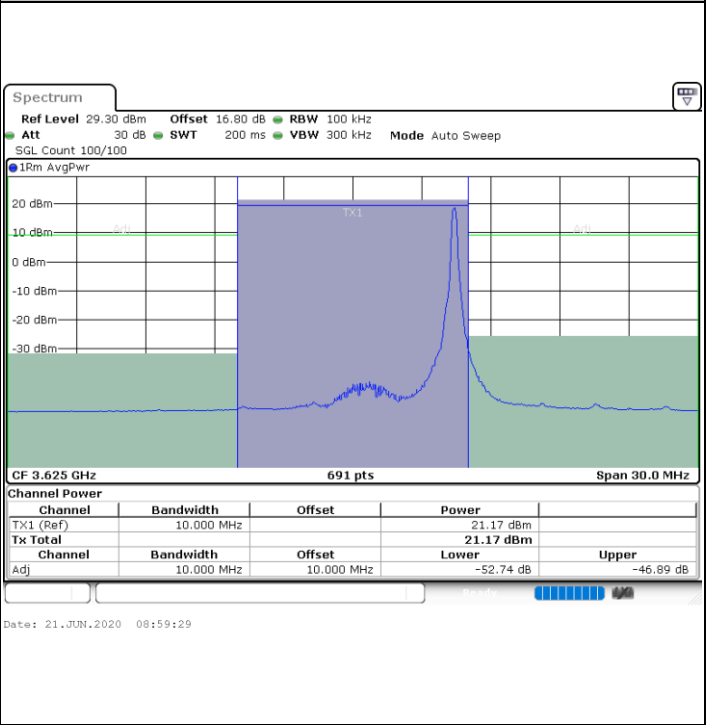 Spectrum
Ref Level 29.30 dBm Offset 16.80 dB RBW 100 kHz
Att 30 dB SWT 200 ms VBW 300 kHz Mode Auto Sweep
SGL Count 100/100
1Rm AvgPwr
20 dBm
TX1
Adj 10 dBm Adj
0 dBm
-10 dBm
-20 dBm
-30 dBm
CF 3.625 GHz 691 pts Span 30.0 MHz
Channel Power
Channel Bandwidth Offset Power
TX1 (Ref) 10.000 MHz 21.17 dBm
Tx Total 21.17 dBm
Channel Bandwidth Offset Lower Upper
Adj 10.000 MHz 10.000 MHz -52.74 dB -46.89 dB
Ready
Date: 21.JUN.2020 08:59:29